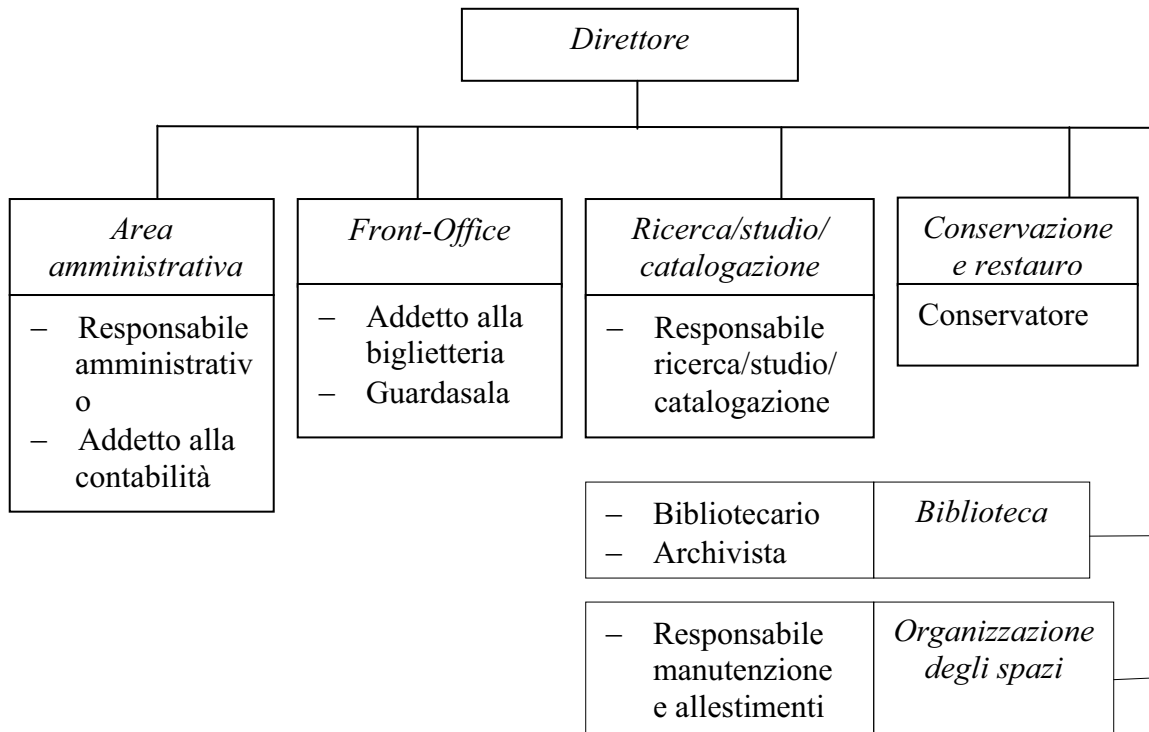 Direttore
Area
amministrativa
– Responsabile
amministrativ
o
– Addetto alla
contabilità
Front-Office
– Addetto alla
biglietteria
– Guardasala
Ricerca/studio/
catalogazione
– Responsabile
ricerca/studio/
catalogazione
Conservazione
e restauro
Conservatore
– Bibliotecario
– Archivista
Biblioteca
– Responsabile
manutenzione
e allestimenti
Organizzazione
degli spazi